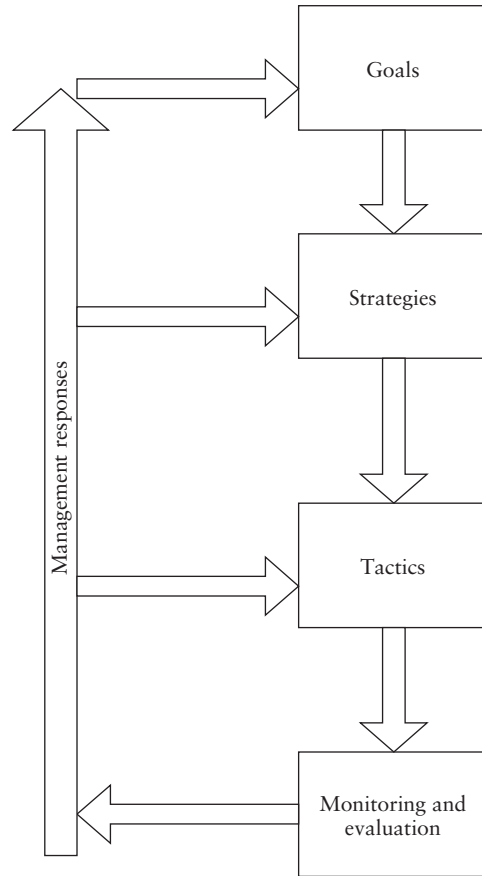 Goals
Strategies
Management responses
Tactics
Monitoring and
evaluation